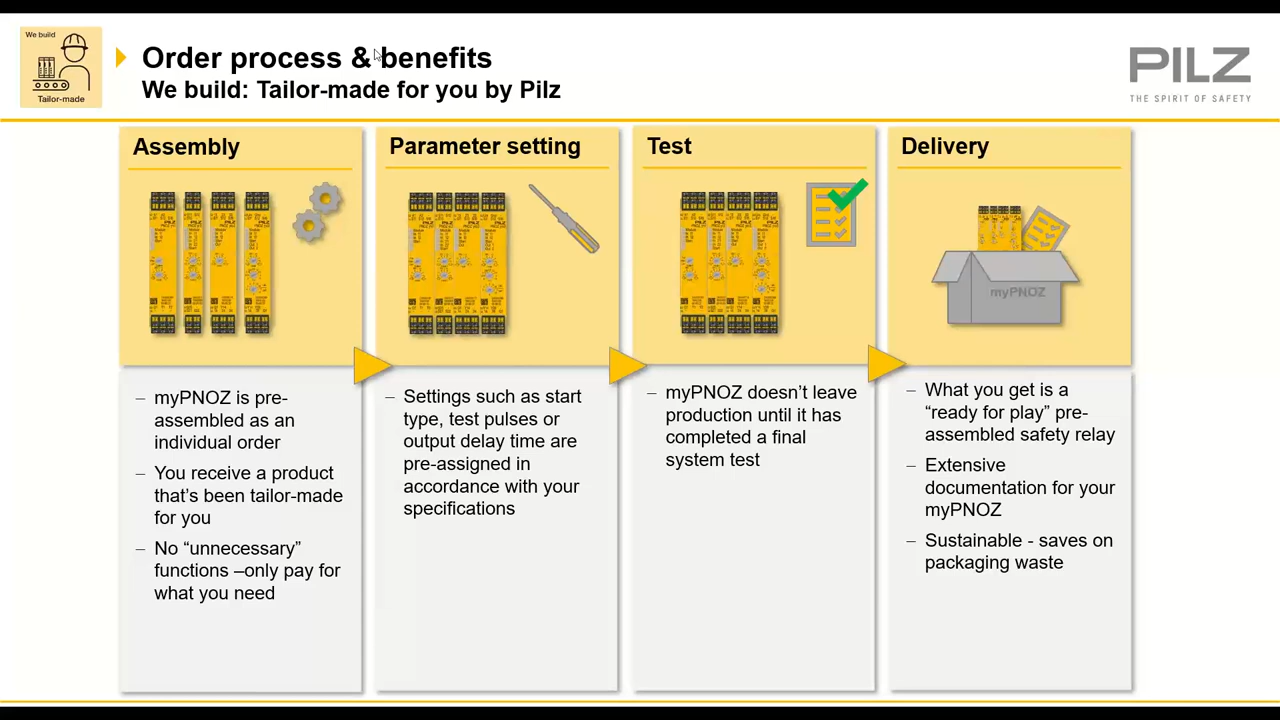 We build
Tailor-made
Order process & benefits
We build: Tailor-made for you by Pilz
PILZ
THE SPIRIT OF SAFETY
Assembly
– myPNOZ is pre-
assembled as an
individual order
– You receive a product
that’s been tailor-made
for you
– No “unnecessary”
functions –only pay for
what you need
Parameter setting
– Settings such as start
type, test pulses or
output delay time are
pre-assigned in
accordance with your
specifications
Test
– myPNOZ doesn’t leave
production until it has
completed a final
system test
Delivery
myPNOZ
– What you get is a
“ready for play” pre-
assembled safety relay
– Extensive
documentation for your
myPNOZ
– Sustainable - saves on
packaging waste